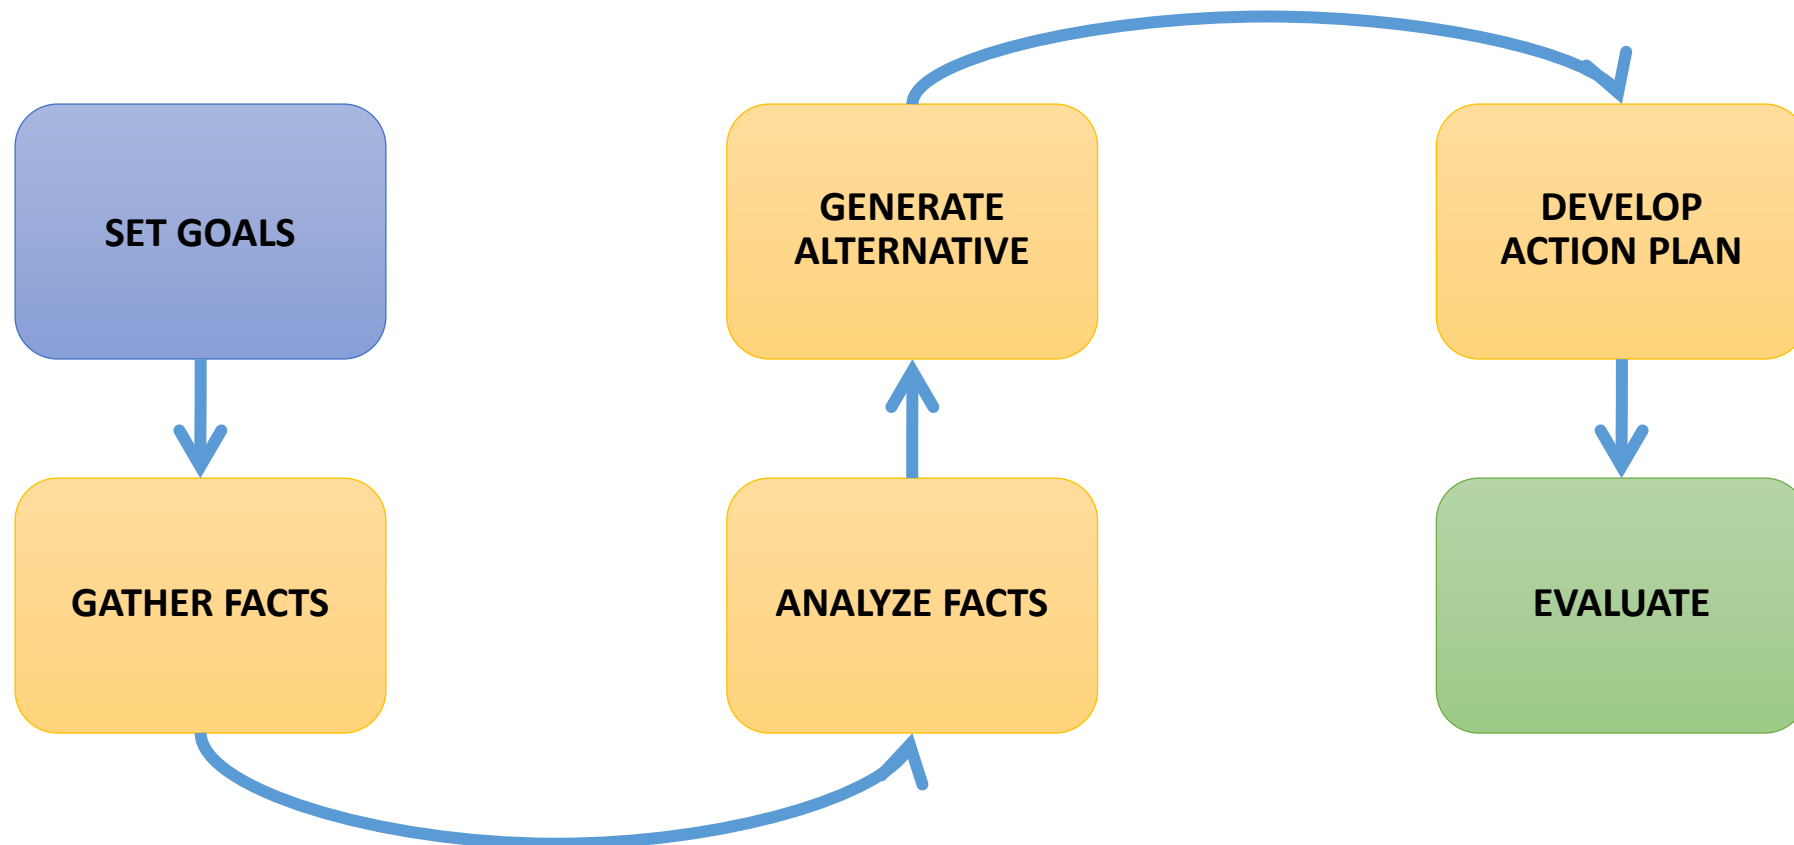 SET GOALS
GATHER FACTS
ANALYZE FACTS
GENERATE
ALTERNATIVE
DEVELOP
ACTION PLAN
EVALUATE